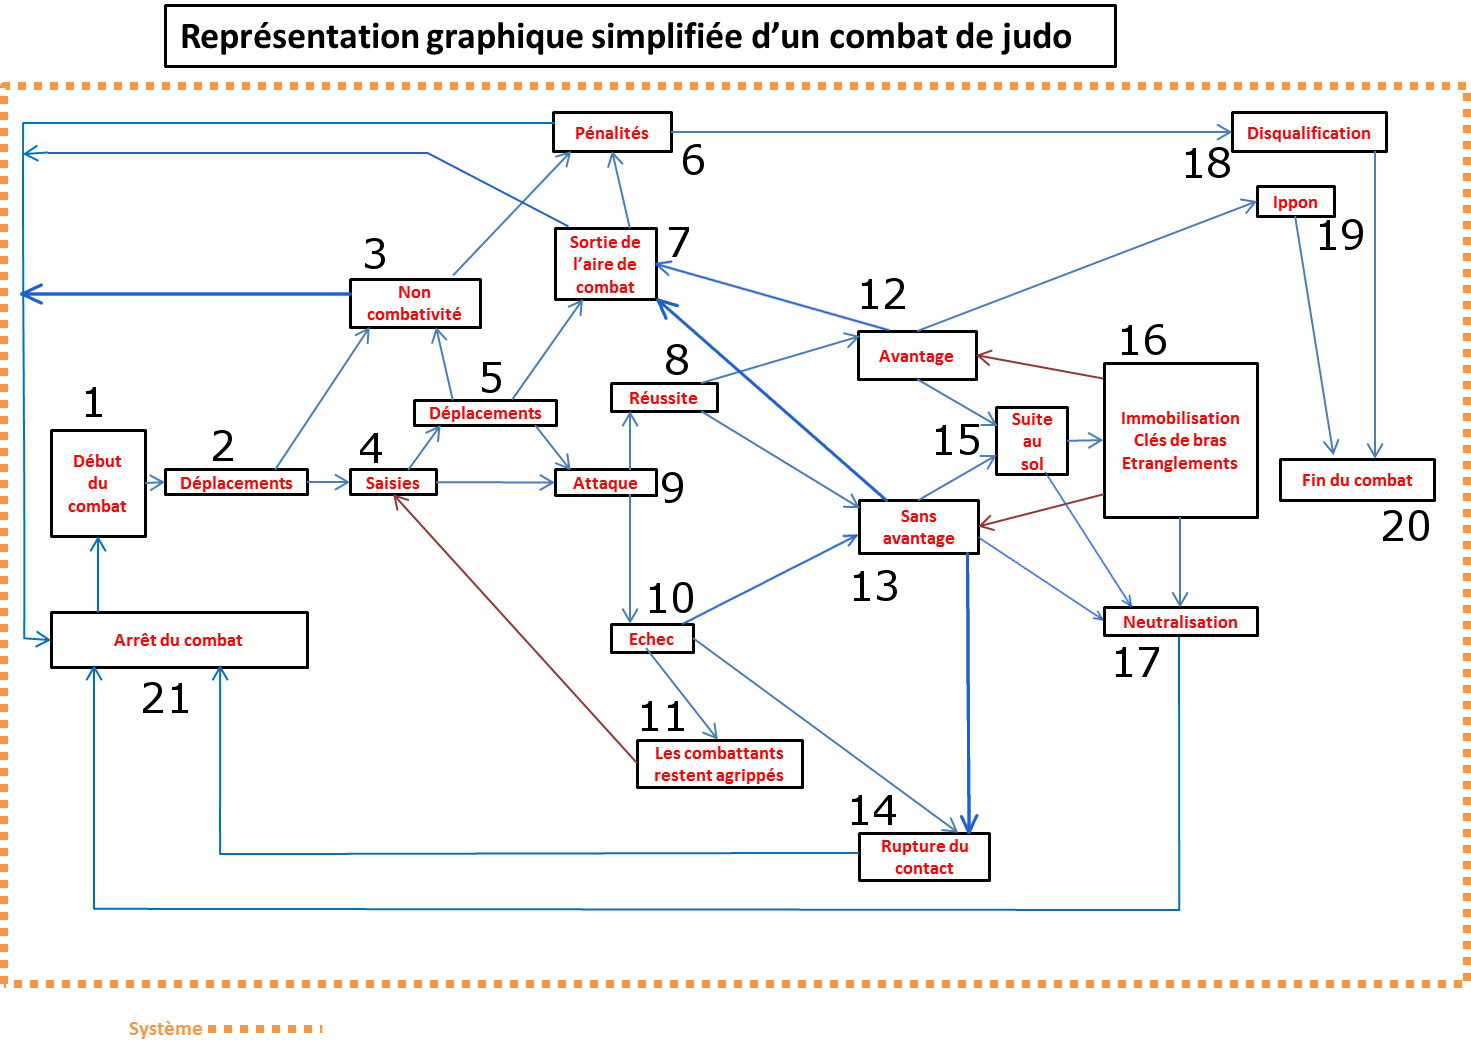 Représentation graphique simplifiée d’un combat de judo
Pénalités
6
Disqualification
18
Ippon
19
3
Non
combativité
Sortie de
l’aire de
combat
7
12
Avantage
16
Immobilisation
Clés de bras
Etranglements
1
Début
du
combat
2
Déplacements
4
Saisies
5
Déplacements
8
Réussite
Attaque
9
15
Suite
au
sol
Sans
avantage
13
Fin du combat
20
Arrêt du combat
21
10
Echec
11
Les combattants
restent agrippés
Neutralisation
17
14
Rupture du
contact
Système